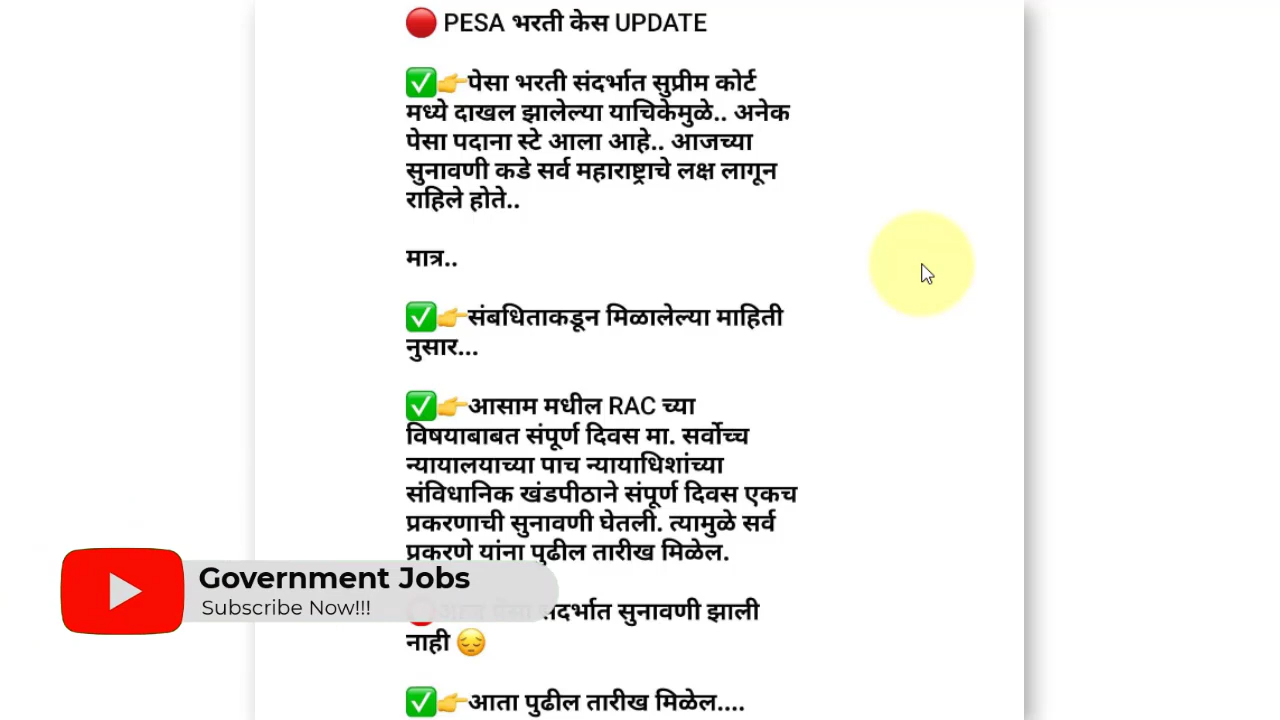 🔴 PESA भरती केस UPDATE
✅👉पेसा भरती संदर्भात सुप्रीम कोर्ट
मध्ये दाखल झालेल्या याचिकेमुळे.. अनेक
पेसा पदाना स्टे आला आहे.. आजच्या
सुनावणी कडे सर्व महाराष्ट्राचे लक्ष लागून
राहिले होते..
मात्र..
✅👉संबधिताकडून मिळालेल्या माहिती
नुसार...
✅👉आसाम मधील RAC च्या
विषयाबाबत संपूर्ण दिवस मा. सर्वोच्च
न्यायालयाच्या पाच न्यायाधिशांच्या
संविधानिक खंडपीठाने संपूर्ण दिवस एकच
प्रकरणाची सुनावणी घेतली. त्यामुळे सर्व
प्रकरणे यांना पुढील तारीख मिळेल.
Government Jobs
Subscribe Now!!!
🔴आज पेसा संदर्भात सुनावणी झाली
नाही 😔
✅👉आता पुढील तारीख मिळेल....